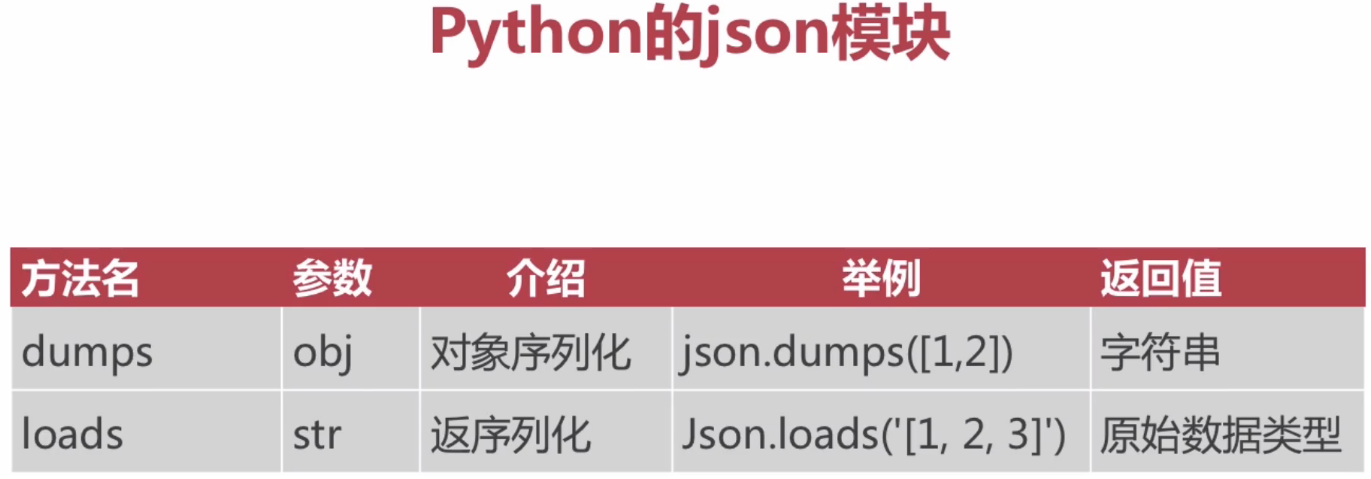 Python的json模块
方法名 参数 介绍 举例 返回值
dumps obj 对象序列化 json.dumps([1,2]) 字符串
loads str 返序列化 Json.loads('[1, 2, 3]') 原始数据类型